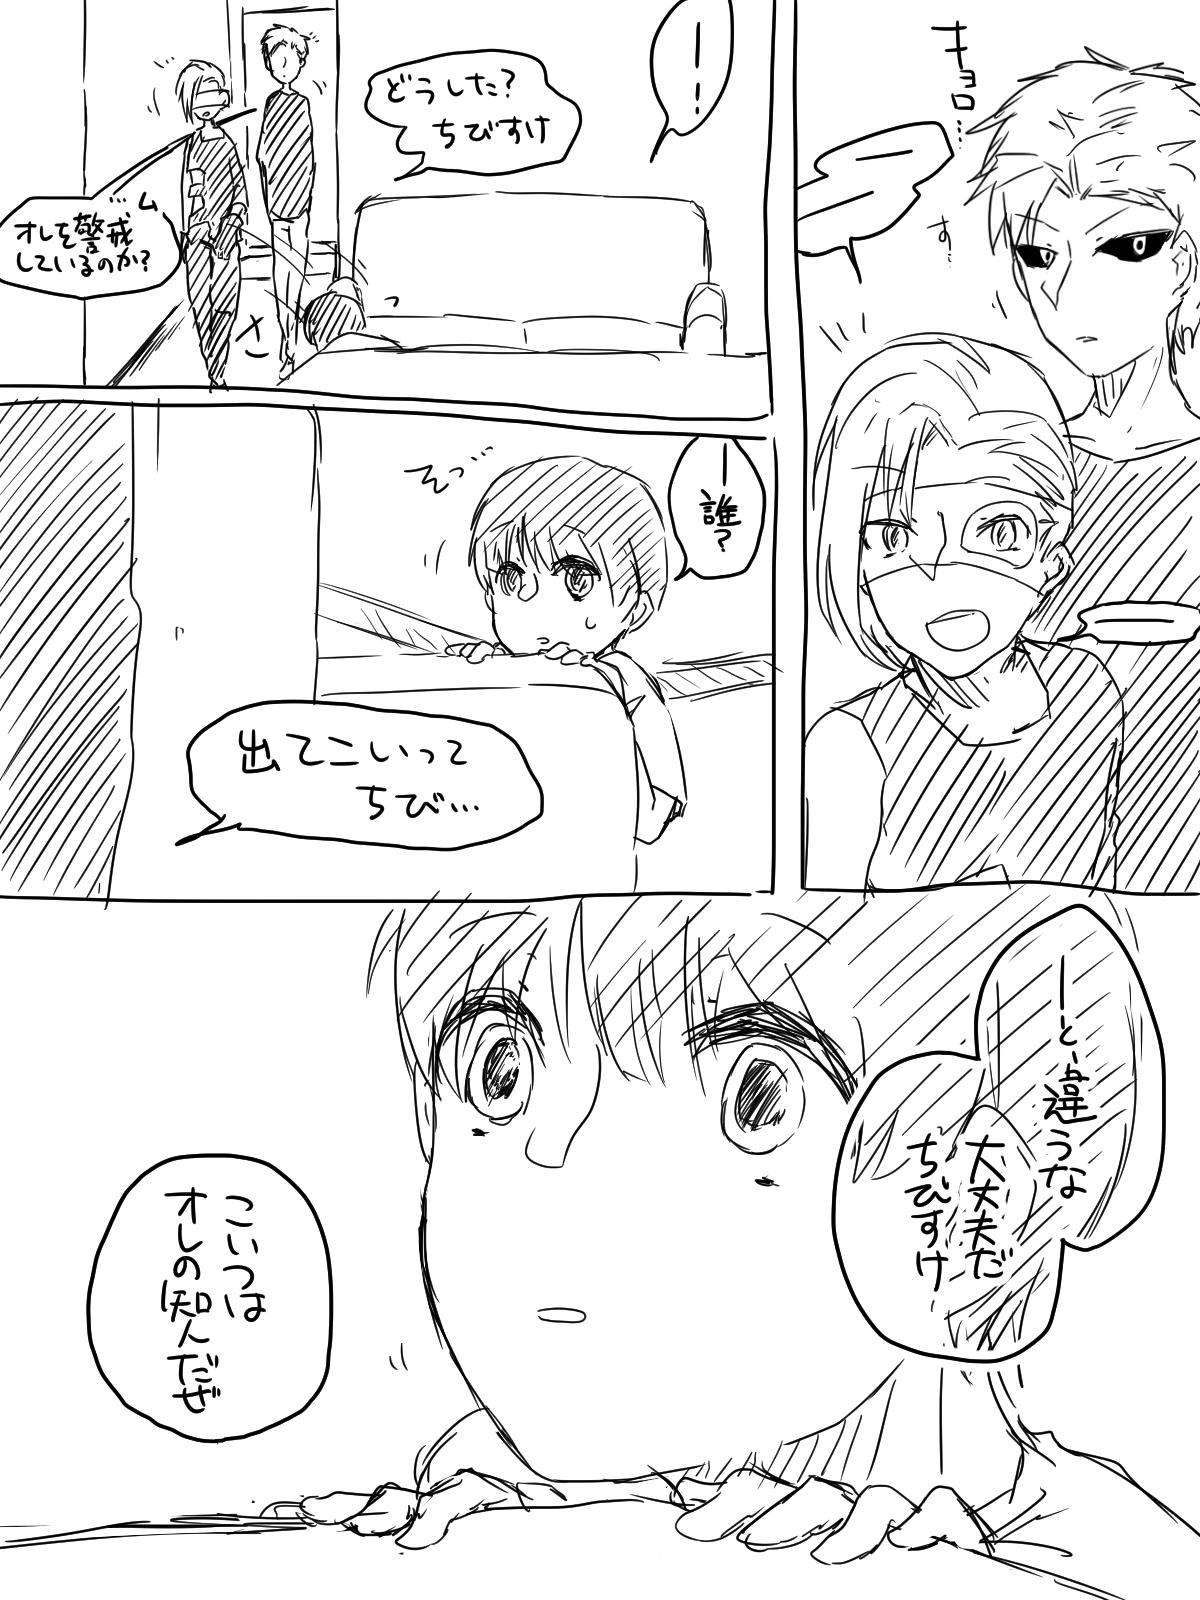 キョロ…
す…
ー!
どうした?
ちびすけ
…ム
オレを警戒
しているのか?
さっ
ー誰?
そっ…
出てこいって
ちび…
ーと、違うな
大丈夫だ
ちびすけ
こいつは
オレの知人だぜ